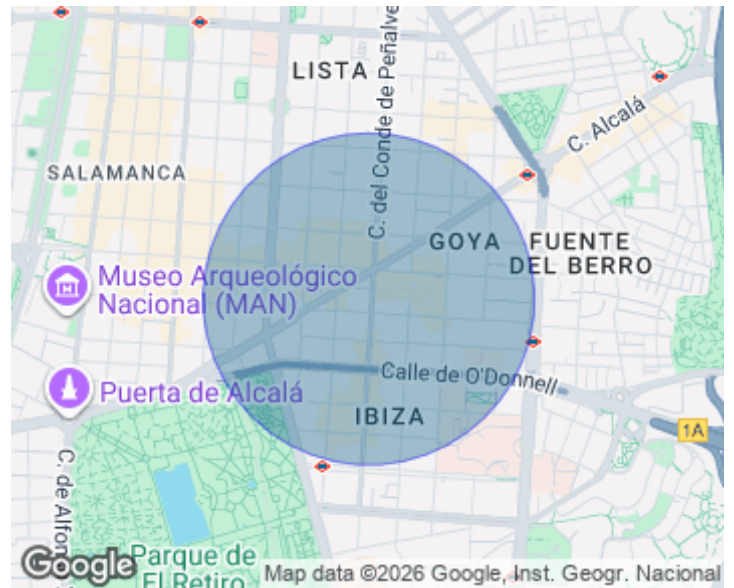 LISTA
C. del Conde de Peñalve
C. Alcalá
SALAMANCA
GOYA
FUENTE
DEL BERRO
Museo Arqueológico
Nacional (MAN)
Puerta de Alcalá
Calle de O'Donnell
IBIZA
1A
C. de Alfon
Parque de
El Retiro
Google
Map data ©2026 Google, Inst. Geogr. Nacional